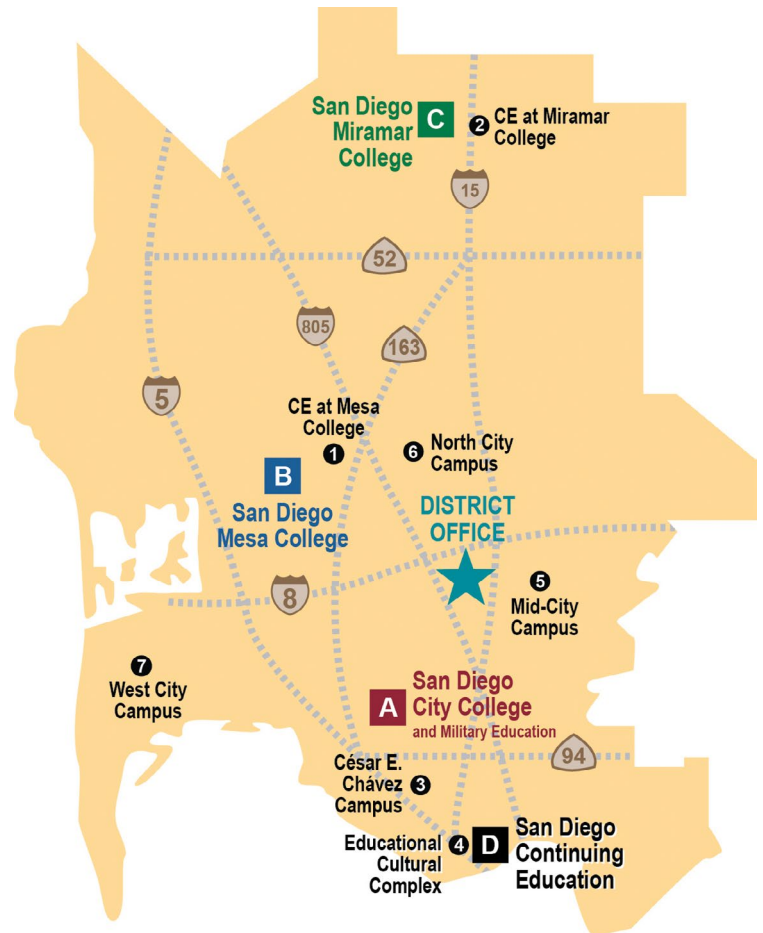 San Diego
Miramar
College
C
2
CE at Miramar
College
15
52
805
163
5
CE at Mesa
College
1
6
North City
Campus
B
San Diego
Mesa College
DISTRICT
OFFICE
8
5
Mid-City
Campus
7
West City
Campus
A
San Diego
City College
and Military Education
94
César E.
Chávez
Campus
3
Educational
Cultural
Complex
4
D
San Diego
Continuing
Education